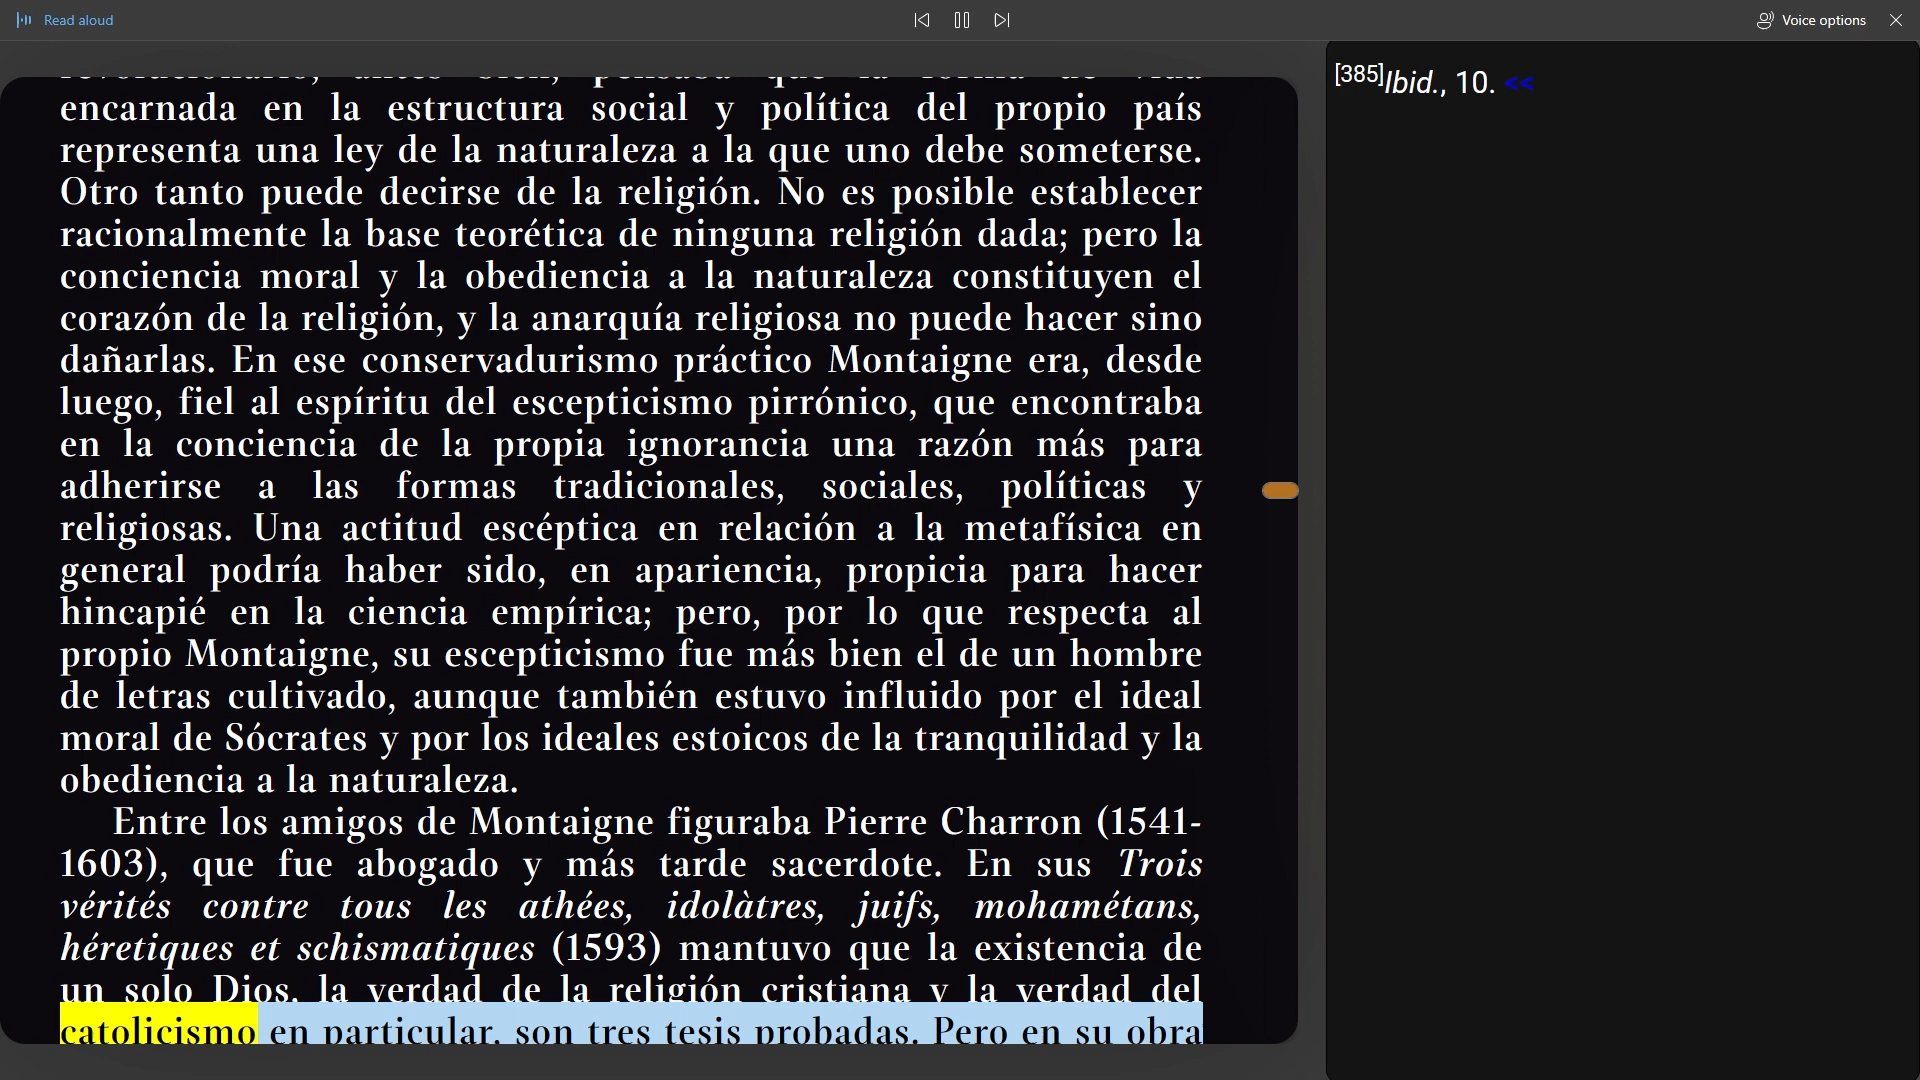 Read aloud
Voice options
encarnada en la estructura social y política del propio país
representa una ley de la naturaleza a la que uno debe someterse.
Otro tanto puede decirse de la religión. No es posible establecer
racionalmente la base teorética de ninguna religión dada; pero la
conciencia moral y la obediencia a la naturaleza constituyen el
corazón de la religión, y la anarquía religiosa no puede hacer sino
dañarlas. En ese conservadurismo práctico Montaigne era, desde
luego, fiel al espíritu del escepticismo pirrónico, que encontraba
en la conciencia de la propia ignorancia una razón más para
adherirse a las formas tradicionales, sociales, políticas y
religiosas. Una actitud escéptica en relación a la metafísica en
general podría haber sido, en apariencia, propicia para hacer
hincapié en la ciencia empírica; pero, por lo que respecta al
propio Montaigne, su escepticismo fue más bien el de un hombre
de letras cultivado, aunque también estuvo influido por el ideal
moral de Sócrates y por los ideales estoicos de la tranquilidad y la
obediencia a la naturaleza.
Entre los amigos de Montaigne figuraba Pierre Charron (1541-
1603), que fue abogado y más tarde sacerdote. En sus Trois
vérités contre tous les athées, idolàtres, juifs, mohamétans,
héretiques et schismatiques (1593) mantuvo que la existencia de
un solo Dios, la verdad de la religión cristiana y la verdad del
catolicismo en particular, son tres tesis probadas. Pero en su obra
[385]Ibid., 10. <<